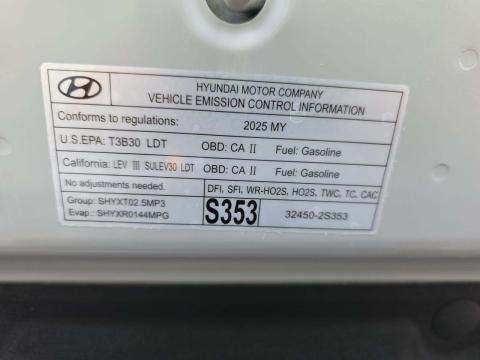 HYUNDAI MOTOR COMPANY
VEHICLE EMISSION CONTROL INFORMATION
Conforms to regulations: 2025 MY
U.S.EPA: T3B30 LDT OBD: CA II Fuel: Gasoline
California: LEV III SULEV30 LDT OBD: CA II Fuel: Gasoline
No adjustments needed. DFI, SFI, WR-HO2S, HO2S, TWC, TC, CAC
Group: SHYXT02.5MP3
Evap.: SHYXR0144MPG
S353 32450-2S353